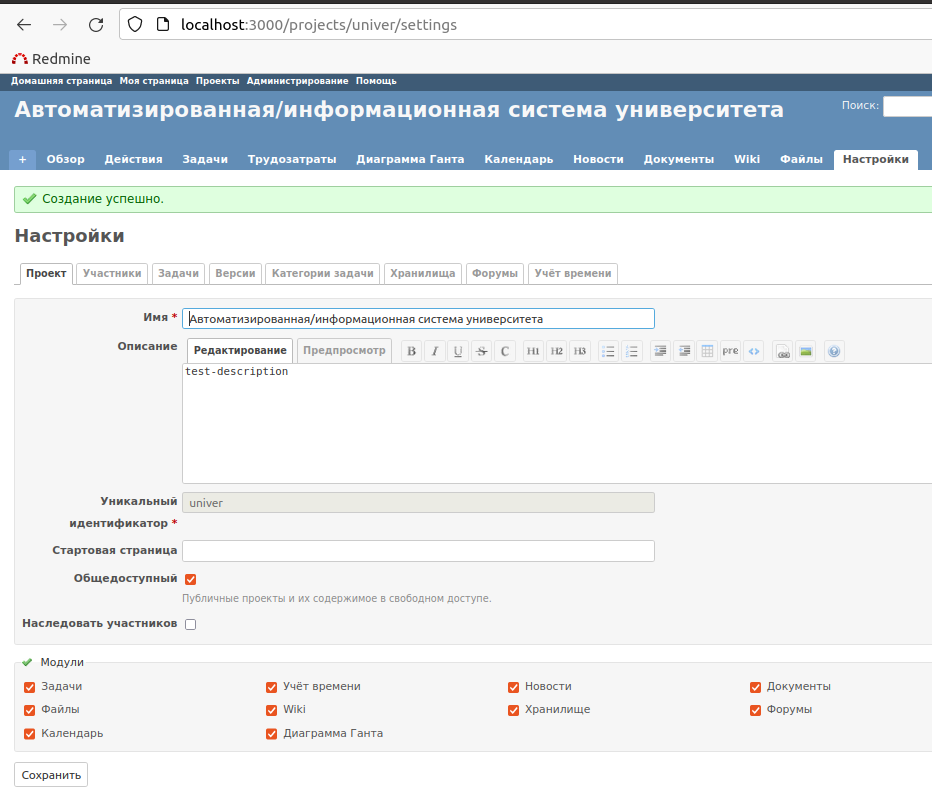 localhost:3000/projects/univer/settings
Redmine
Домашняя страница Моя страница Проекты Администрирование Помощь
Автоматизированная/информационная система университета
Поиск:
+ Обзор Действия Задачи Трудозатраты Диаграмма Ганта Календарь Новости Документы Wiki Файлы Настройки
Создание успешно.
Настройки
Проект Участники Задачи Версии Категории задачи Хранилища Форумы Учёт времени
Имя * Автоматизированная/информационная система университета
Описание Редактирование Предпросмотр B I U S C H1 H2 H3 pre <>
test-description
Уникальный
идентификатор *
univer
Стартовая страница
Общедоступный
Публичные проекты и их содержимое в свободном доступе.
Наследовать участников
Модули
Задачи Учёт времени Новости Документы
Файлы Wiki Хранилище Форумы
Календарь Диаграмма Ганта
Сохранить